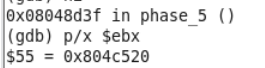 0x08048d3f in phase_5 ()
(gdb) p/x $ebx
$55 = 0x804c520